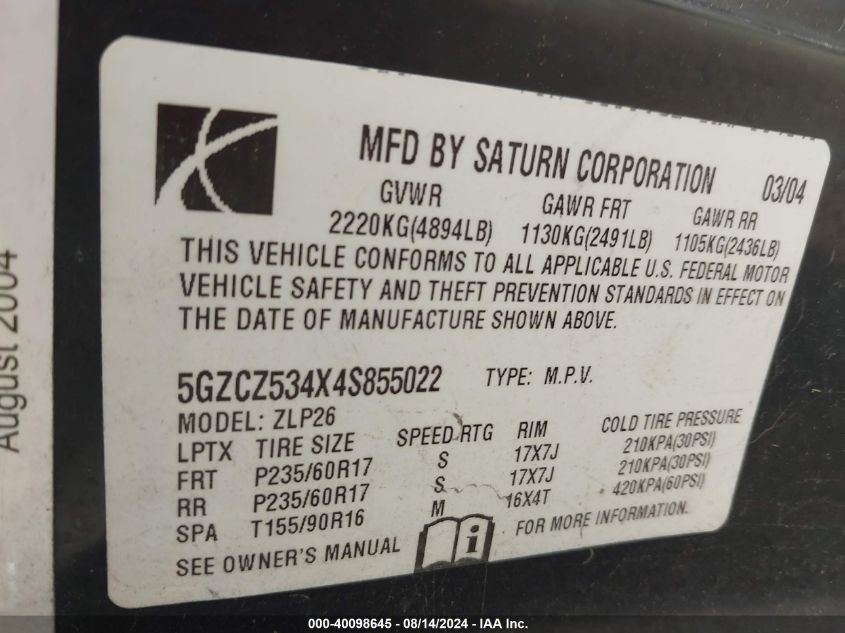 MFD BY SATURN CORPORATION 03/04
GVWR GAWR FRT GAWR RR
2220KG(4894LB) 1130KG(2491LB) 1105KG(2436LB)
THIS VEHICLE CONFORMS TO ALL APPLICABLE U.S. FEDERAL MOTOR
VEHICLE SAFETY AND THEFT PREVENTION STANDARDS IN EFFECT ON
THE DATE OF MANUFACTURE SHOWN ABOVE.
5GZCZ534X4S855022 TYPE: M.P.V.
MODEL: ZLP26
LPTX TIRE SIZE SPEED RTG RIM COLD TIRE PRESSURE
FRT P235/60R17 S 17X7J 210KPA(30PSI)
RR P235/60R17 S 17X7J 210KPA(30PSI)
SPA T155/90R16 M 16X4T 420KPA(60PSI)
SEE OWNER'S MANUAL i FOR MORE INFORMATION.
August 2004
000-40098645 - 08/14/2024 - IAA Inc.